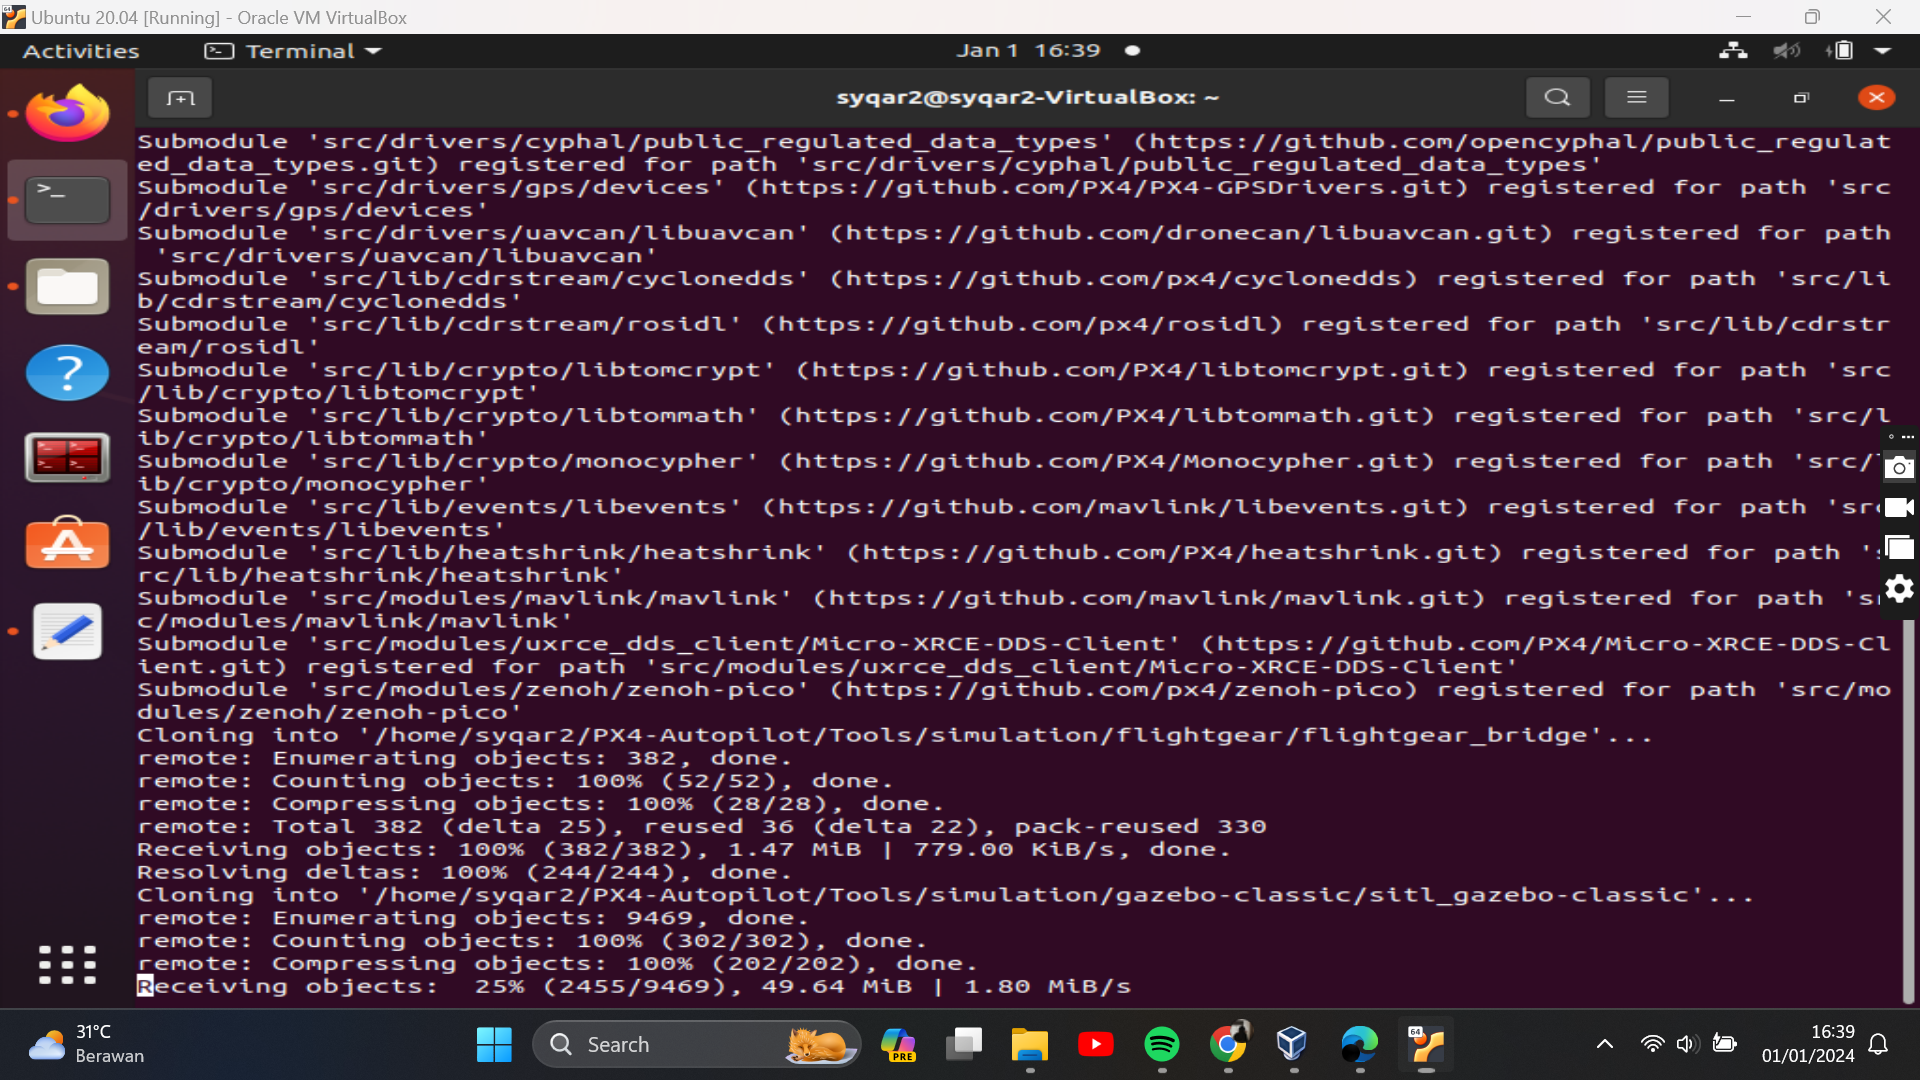 Ubuntu 20.04 [Running] - Oracle VM VirtualBox
Activities
Terminal
Jan 1 16:39
syqar2@syqar2-VirtualBox: ~
Submodule 'src/drivers/cyphal/public_regulated_data_types' (https://github.com/opencyphal/public_regulat
ed_data_types.git) registered for path 'src/drivers/cyphal/public_regulated_data_types'
Submodule 'src/drivers/gps/devices' (https://github.com/PX4/PX4-GPSDrivers.git) registered for path 'src
/drivers/gps/devices'
Submodule 'src/drivers/uavcan/libuavcan' (https://github.com/dronecan/libuavcan.git) registered for path
'src/drivers/uavcan/libuavcan'
Submodule 'src/lib/cdrstream/cyclonedds' (https://github.com/px4/cyclonedds) registered for path 'src/li
b/cdrstream/cyclonedds'
Submodule 'src/lib/cdrstream/rosidl' (https://github.com/px4/rosidl) registered for path 'src/lib/cdrstr
eam/rosidl'
Submodule 'src/lib/crypto/libtomcrypt' (https://github.com/PX4/libtomcrypt.git) registered for path 'src
/lib/crypto/libtomcrypt'
Submodule 'src/lib/crypto/libtommath' (https://github.com/PX4/libtommath.git) registered for path 'src/l
ib/crypto/libtommath'
Submodule 'src/lib/crypto/monocypher' (https://github.com/PX4/Monocypher.git) registered for path 'src/
ib/crypto/monocypher'
Submodule 'src/lib/events/libevents' (https://github.com/mavlink/libevents.git) registered for path 'sr
/lib/events/libevents'
Submodule 'src/lib/heatshrink/heatshrink' (https://github.com/PX4/heatshrink.git) registered for path '
rc/lib/heatshrink/heatshrink'
Submodule 'src/modules/mavlink/mavlink' (https://github.com/mavlink/mavlink.git) registered for path 's
c/modules/mavlink/mavlink'
Submodule 'src/modules/uxrce_dds_client/Micro-XRCE-DDS-Client' (https://github.com/PX4/Micro-XRCE-DDS-Cl
ient.git) registered for path 'src/modules/uxrce_dds_client/Micro-XRCE-DDS-Client'
Submodule 'src/modules/zenoh/zenoh-pico' (https://github.com/px4/zenoh-pico) registered for path 'src/mo
dules/zenoh/zenoh-pico'
Cloning into '/home/syqar2/PX4-Autopilot/Tools/simulation/flightgear/flightgear_bridge'...
remote: Enumerating objects: 382, done.
remote: Counting objects: 100% (52/52), done.
remote: Compressing objects: 100% (28/28), done.
remote: Total 382 (delta 25), reused 36 (delta 22), pack-reused 330
Receiving objects: 100% (382/382), 1.47 MiB | 779.00 KiB/s, done.
Resolving deltas: 100% (244/244), done.
Cloning into '/home/syqar2/PX4-Autopilot/Tools/simulation/gazebo-classic/sitl_gazebo-classic'...
remote: Enumerating objects: 9469, done.
remote: Counting objects: 100% (302/302), done.
remote: Compressing objects: 100% (202/202), done.
Receiving objects: 25% (2455/9469), 49.64 MiB | 1.80 MiB/s
31°C
Berawan
Search
PRE
64
16:39
01/01/2024